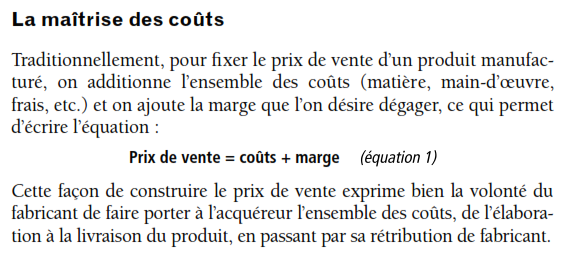 La maîtrise des coûts
Traditionnellement, pour fixer le prix de vente d’un produit manufac-
turé, on additionne l’ensemble des coûts (matière, main-d’œuvre,
frais, etc.) et on ajoute la marge que l’on désire dégager, ce qui permet
d’écrire l’équation :
Prix de vente = coûts + marge (équation 1)
Cette façon de construire le prix de vente exprime bien la volonté du
fabricant de faire porter à l’acquéreur l’ensemble des coûts, de l’élabora-
tion à la livraison du produit, en passant par sa rétribution de fabricant.